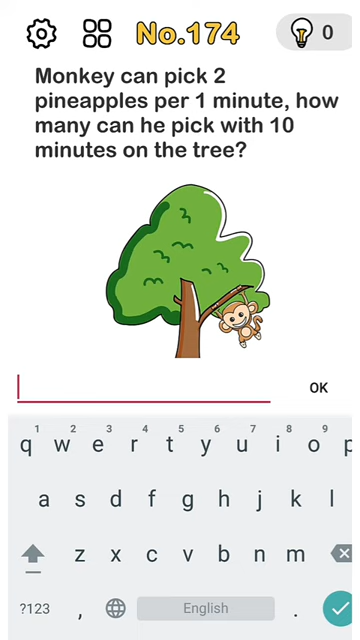 No.174
0
Monkey can pick 2
pineapples per 1 minute, how
many can he pick with 10
minutes on the tree?
OK
1 2 3 4 5 6 7 8 9
q w e r t y u i o p
a s d f g h j k l
z x c v b n m
?123 , English .